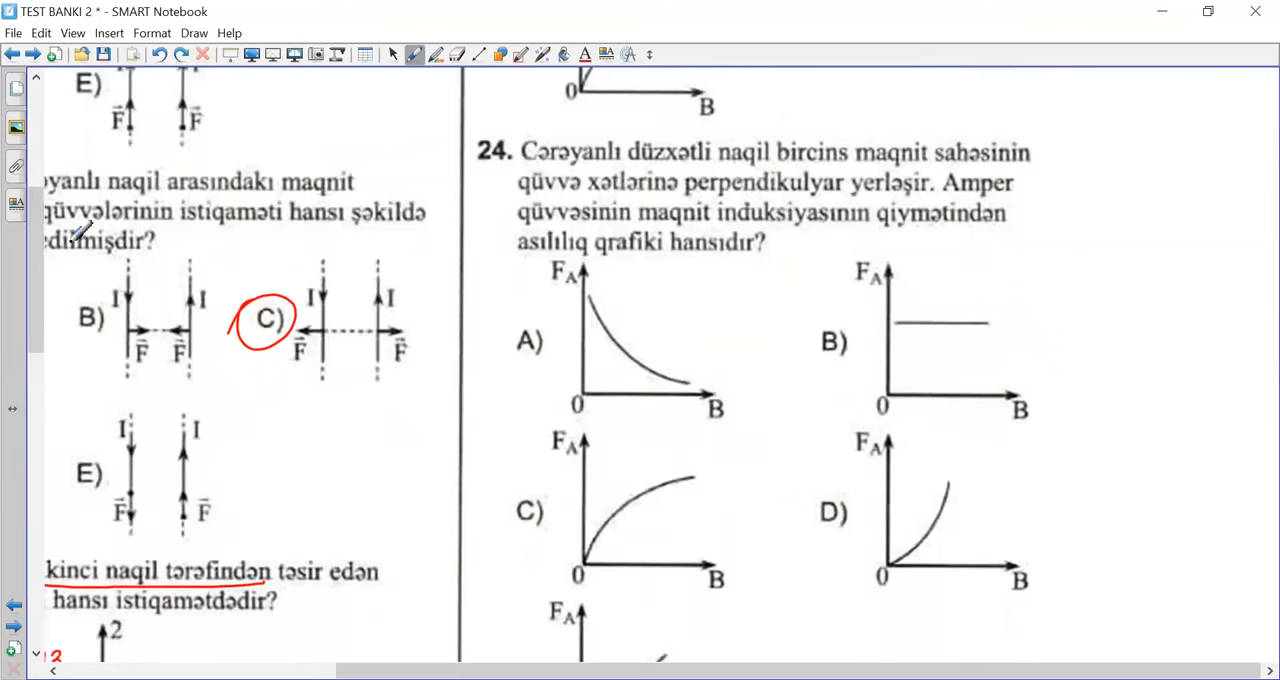 TEST BANKI 2 * - SMART Notebook
File Edit View Insert Format Draw Help
E)
F F
yanlı naqil arasındakı maqnit
qüvvələrinin istiqaməti hansı şəkildə
dilmişdir?
B) I I F F
C) I I F F
E) I I F F
kinci naqil tərəfindən təsir edən
hansı istiqamətdədir?
2
0 B
24. Cərəyanlı düzxətli naqil bircins maqnit sahəsinin
qüvvə xətlərinə perpendikulyar yerləşir. Amper
qüvvəsinin maqnit induksiyasının qiymətindən
asılılıq qrafiki hansıdır?
A) FA 0 B
B) FA 0 B
C) FA 0 B
D) FA 0 B
FA